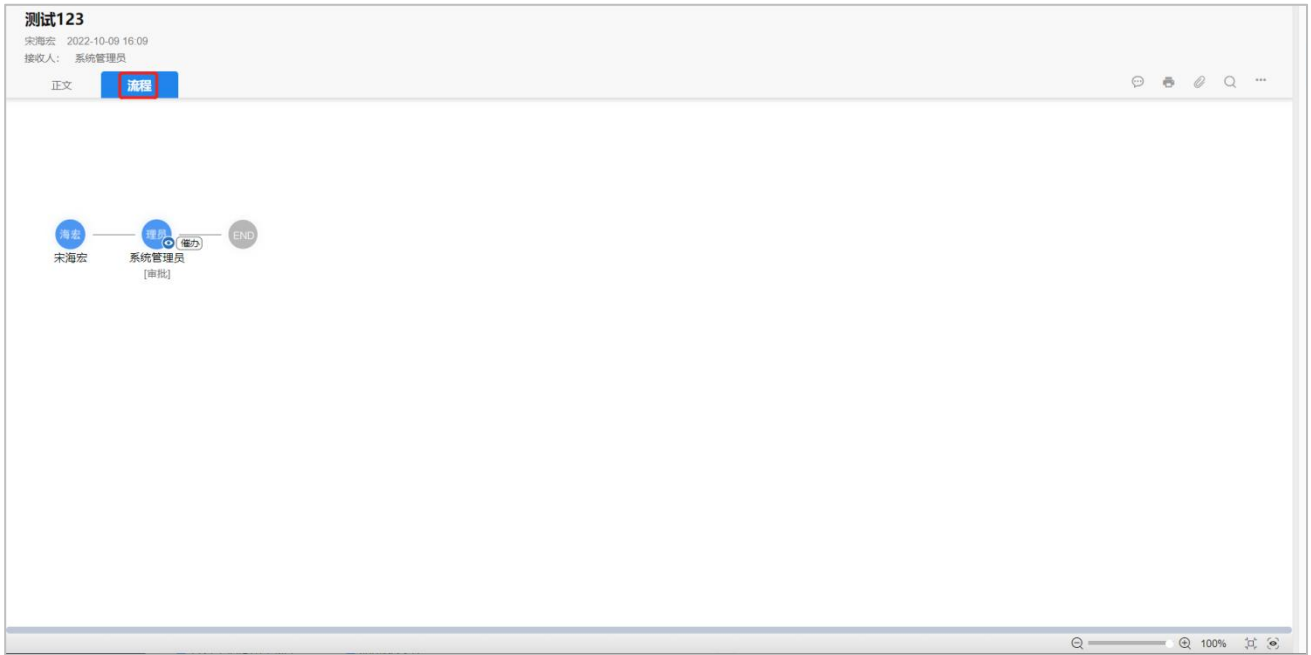 测试123
宋海宏 2022-10-09 16:09
接收人： 系统管理员
正文 流程
海宏 理员 催办 END
宋海宏 系统管理员
[审批]
100%